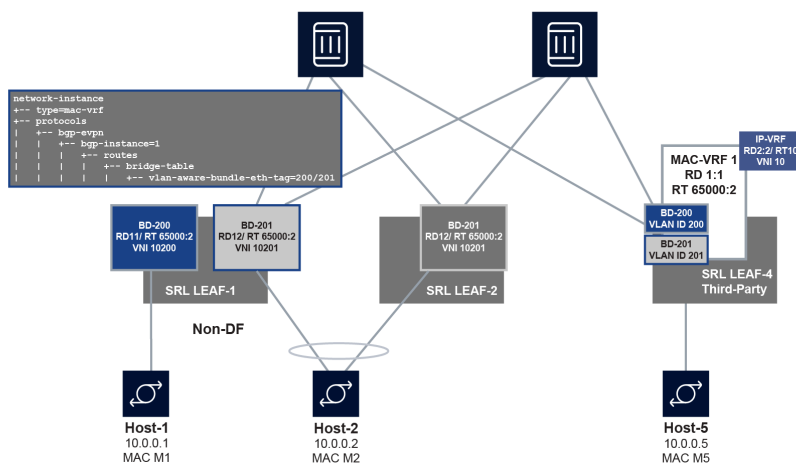 network-instance
+-- type=mac-vrf
+-- protocols
|   +-- bgp-evpn
|   |   +-- bgp-instance=1
|   |   |   +-- routes
|   |   |   |   +-- bridge-table
|   |   |   |   |   +-- vlan-aware-bundle-eth-tag=200/201
IP-VRF
RD2:2/ RT10
VNI 10
MAC-VRF 1
RD 1:1
RT 65000:2
BD-200
RD11/ RT 65000:2
VNI 10200
BD-201
RD12/ RT 65000:2
VNI 10201
BD-201
RD12/ RT 65000:2
VNI 10201
BD-200
VLAN ID 200
BD-201
VLAN ID 201
SRL LEAF-1
SRL LEAF-2
SRL LEAF-4
Third-Party
Non-DF
Host-1
10.0.0.1
MAC M1
Host-2
10.0.0.2
MAC M2
Host-5
10.0.0.5
MAC M5